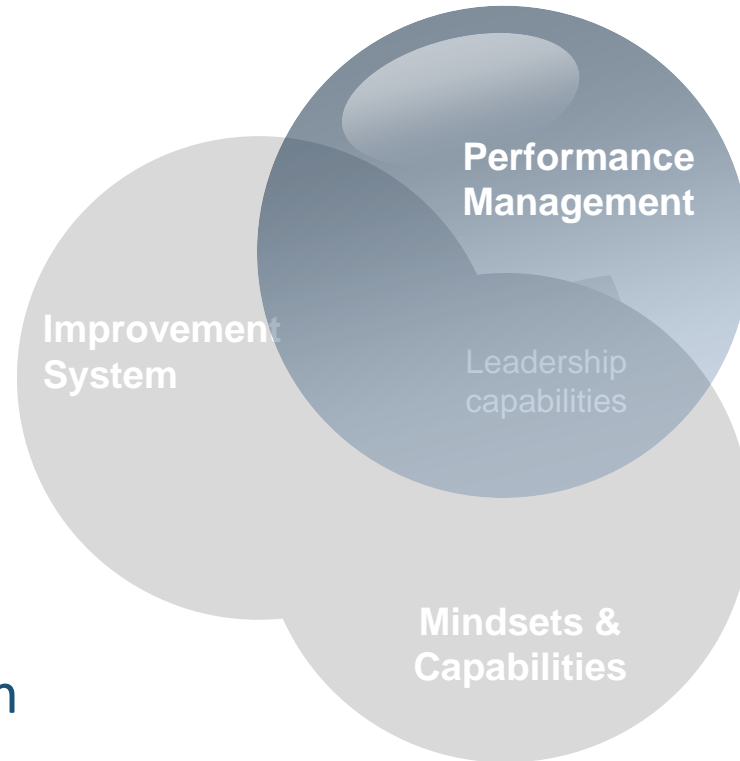 Performance
Management
Improvement
System
Leadership
capabilities
Mindsets &
Capabilities